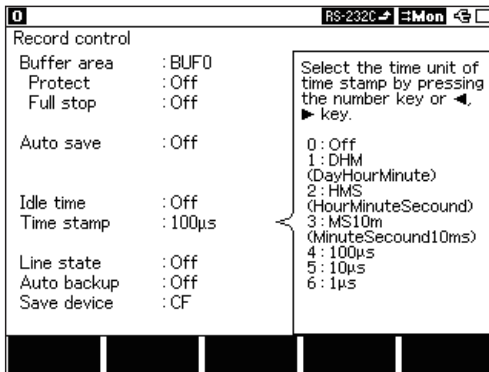 0 RS-232C Mon
Record control
Buffer area :BUF0
Protect :Off
Full stop :Off
Auto save :Off
Idle time :Off
Time stamp :100µs
Line state :Off
Auto backup :Off
Save device :CF
Select the time unit of
time stamp by pressing
the number key or ◀,
▶ key.
0:Off
1:DHM
(DayHourMinute)
2:HMS
(HourMinuteSecond)
3:MS10m
(MinuteSecond10ms)
4:100µs
5:10µs
6:1µs